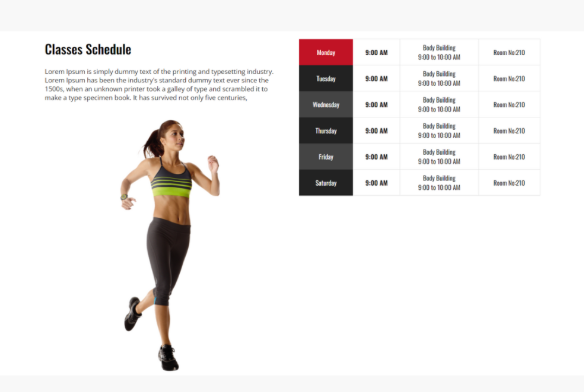 Classes Schedule
Lorem Ipsum is simply dummy text of the printing and typesetting industry.
Lorem Ipsum has been the industry's standard dummy text ever since the
1500s, when an unknown printer took a galley of type and scrambled it to
make a type specimen book. It has survived not only five centuries,
Monday 9:00 AM Body Building 9:00 to 10:00 AM Room No:210
Tuesday 9:00 AM Body Building 9:00 to 10:00 AM Room No:210
Wednesday 9:00 AM Body Building 9:00 to 10:00 AM Room No:210
Thursday 9:00 AM Body Building 9:00 to 10:00 AM Room No:210
Friday 9:00 AM Body Building 9:00 to 10:00 AM Room No:210
Saturday 9:00 AM Body Building 9:00 to 10:00 AM Room No:210